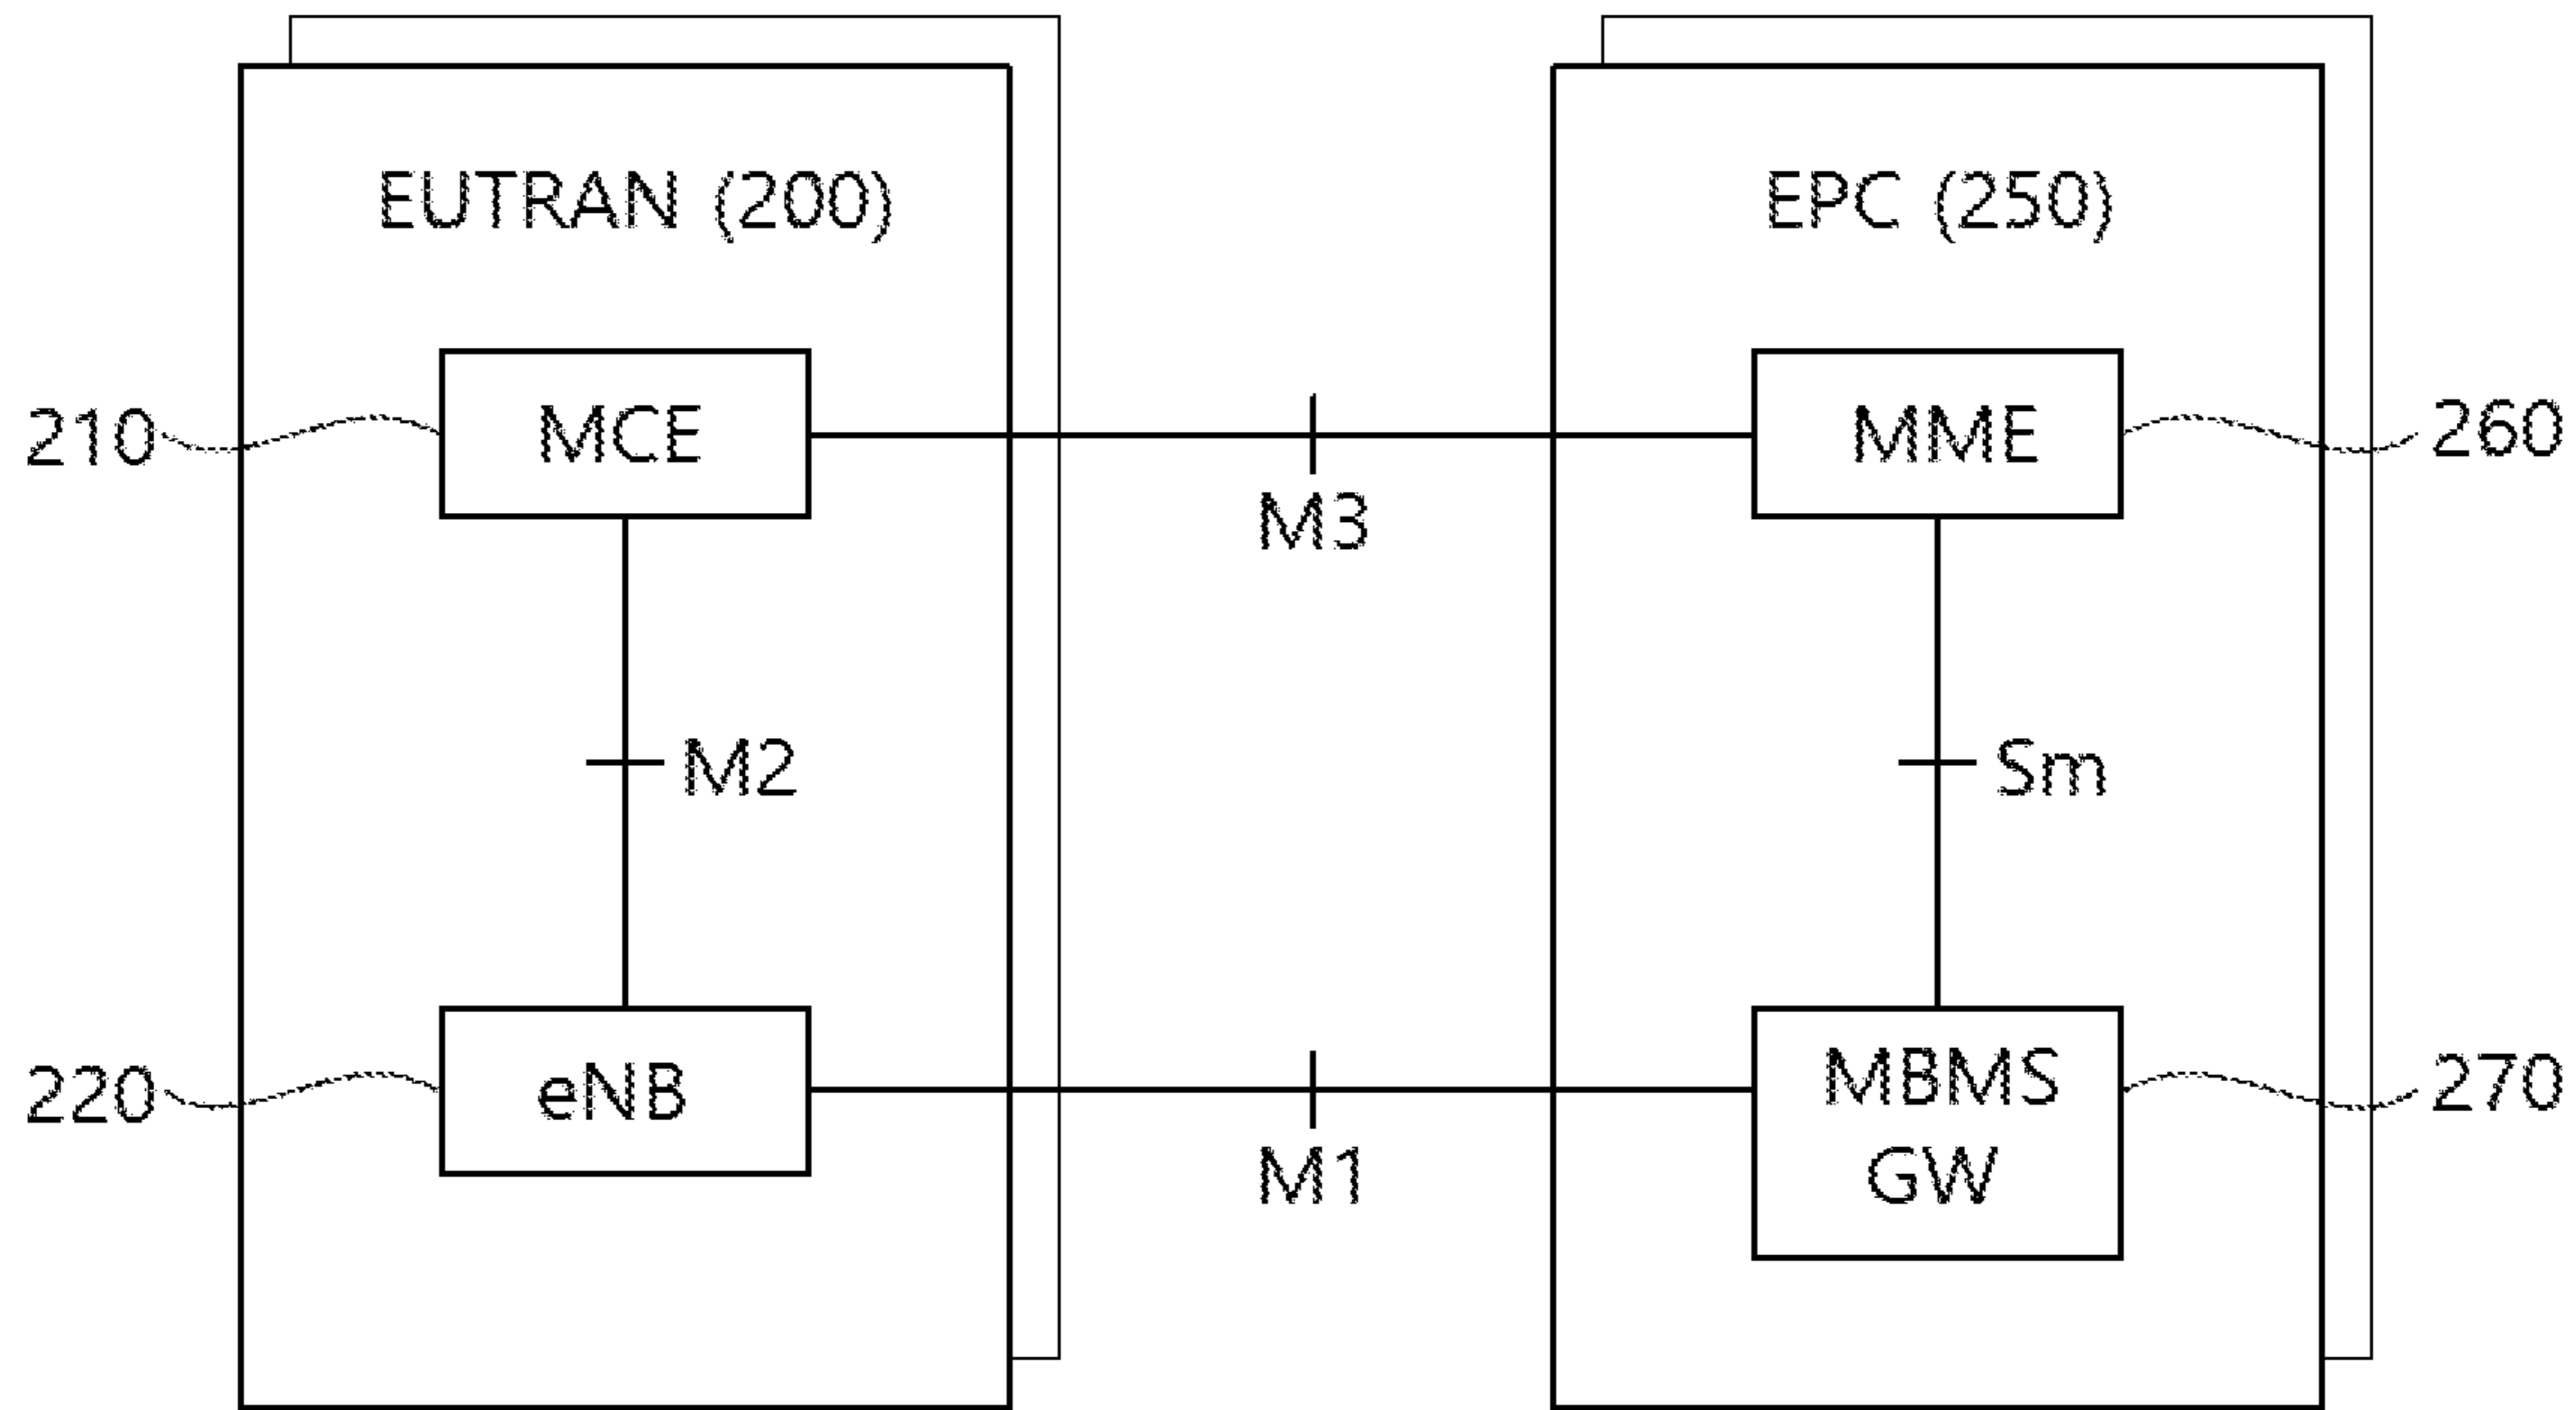 EUTRAN (200)
EPC (250)
210
MCE
MME
260
M3
M2
Sm
220
eNB
MBMS
GW
270
M1